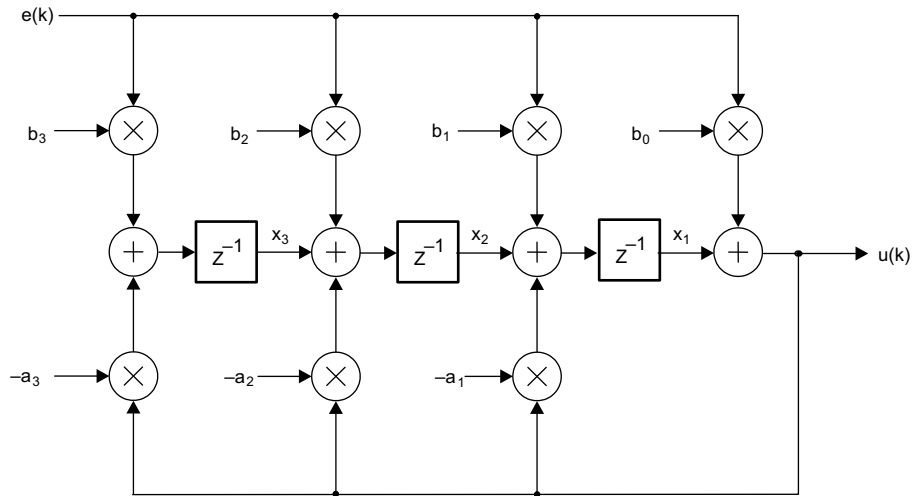 e(k)
b₃ b₂ b₁ b₀
z⁻¹ x₃ z⁻¹ x₂ z⁻¹ x₁ u(k)
–a₃ –a₂ –a₁